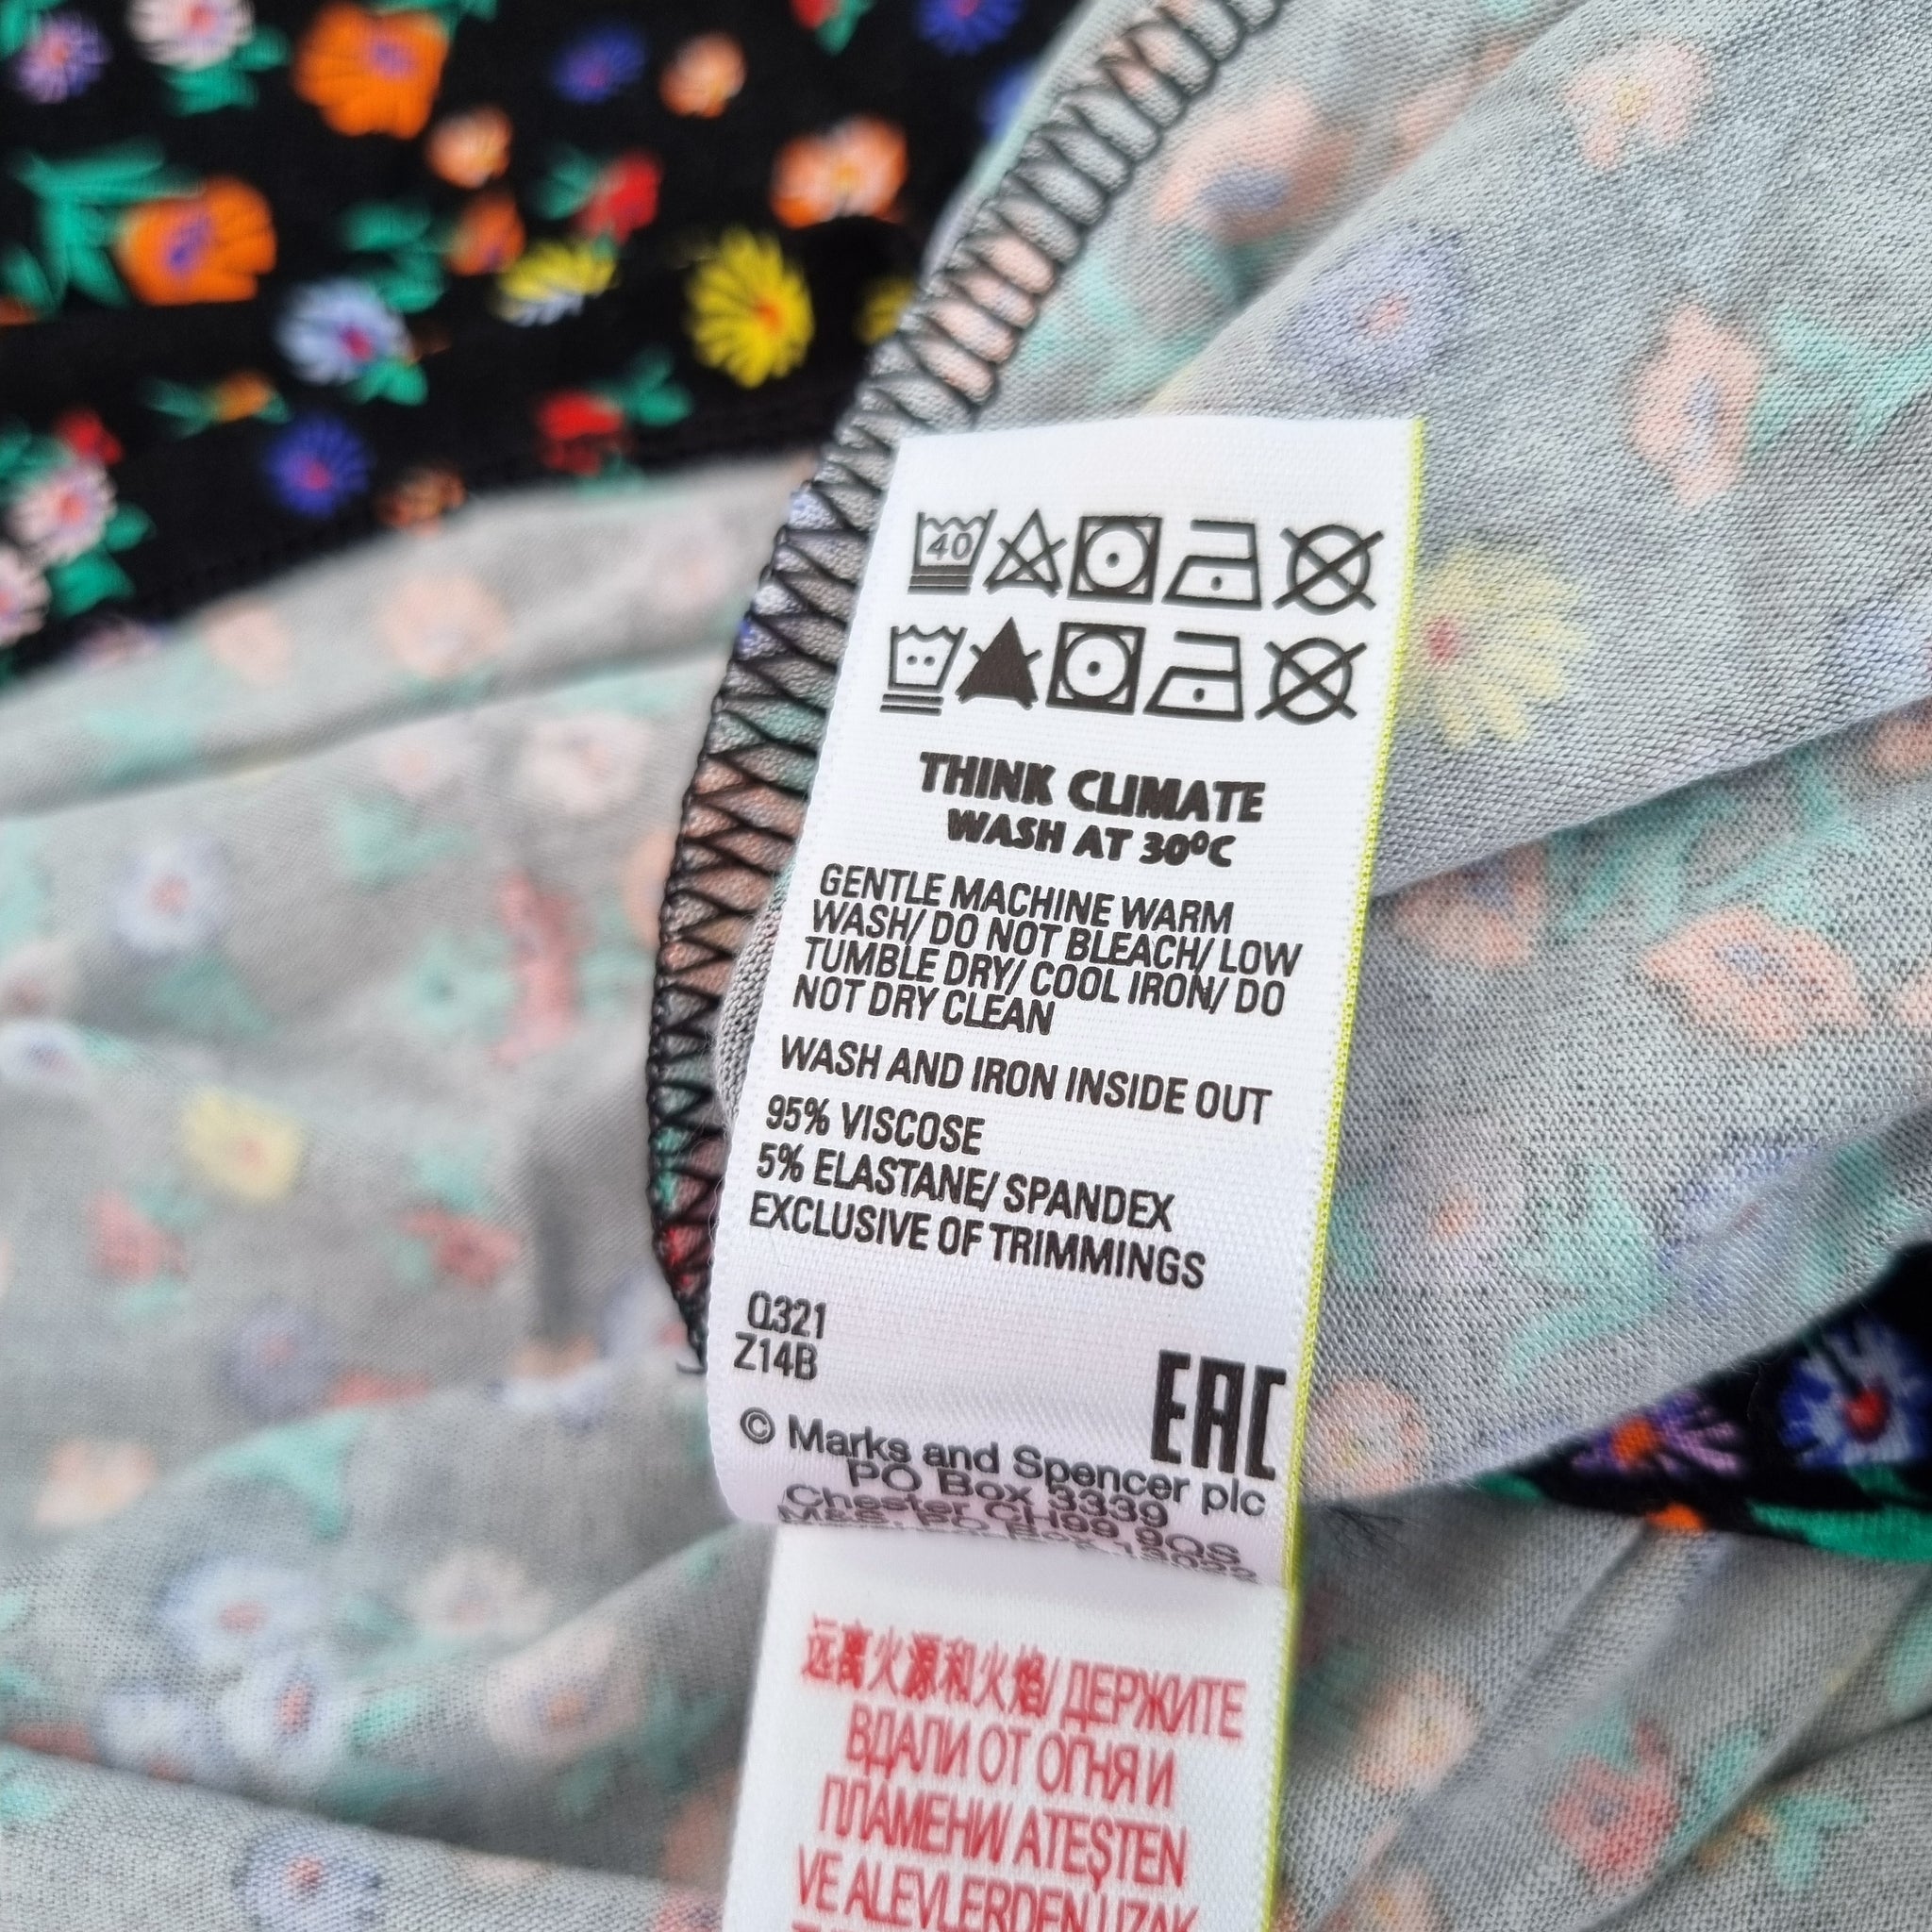 40
THINK CLIMATE
WASH AT 30ºC
GENTLE MACHINE WARM
WASH/ DO NOT BLEACH/ LOW
TUMBLE DRY/ COOL IRON/ DO
NOT DRY CLEAN
WASH AND IRON INSIDE OUT
95% VISCOSE
5% ELASTANE/ SPANDEX
EXCLUSIVE OF TRIMMINGS
Q321
Z14B
EAC
© Marks and Spencer plc
PO Box 3339
Chester CH99 9QS
M&S, PO Box
远离火源和火焰/ ДЕРЖИТЕ
ВДАЛИ ОТ ОГНЯ И
ПЛАМЕНИ/ ATEŞTEN
VE ALEVLERDEN UZAK